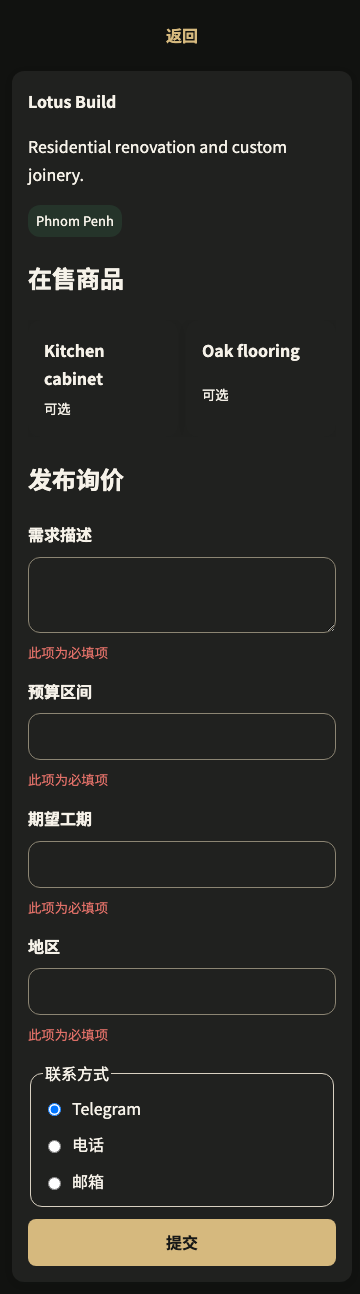 返回
Lotus Build
Residential renovation and custom
joinery.
Phnom Penh
在售商品
Kitchen
cabinet
可选
Oak flooring
可选
发布询价
需求描述
此项为必填项
预算区间
此项为必填项
期望工期
此项为必填项
地区
此项为必填项
联系方式
Telegram
电话
邮箱
提交